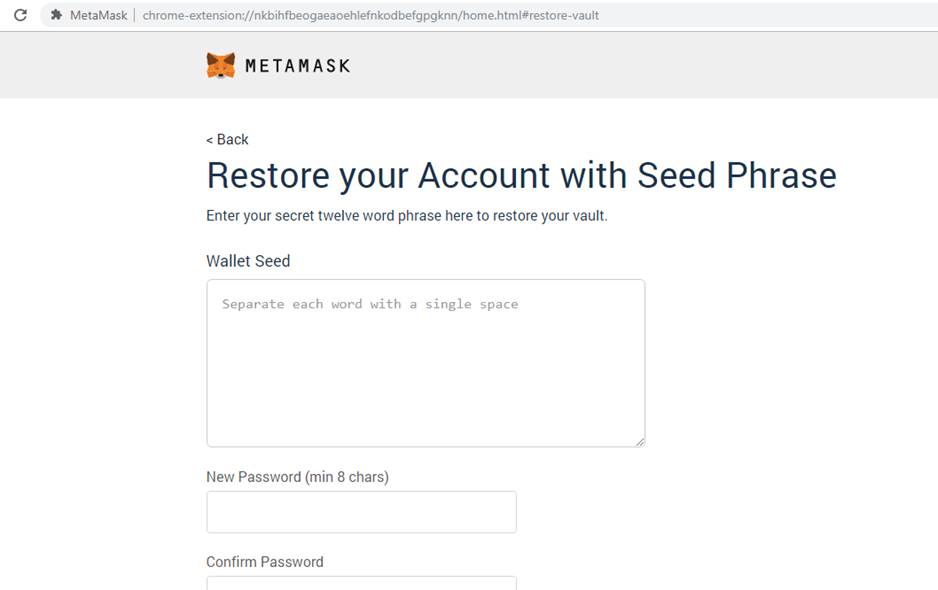 MetaMask | chrome-extension://nkbihfbeogaeaoehlefnkodbefgpgknn/home.html#restore-vault
METAMASK
< Back
Restore your Account with Seed Phrase
Enter your secret twelve word phrase here to restore your vault.
Wallet Seed
Separate each word with a single space
New Password (min 8 chars)
Confirm Password